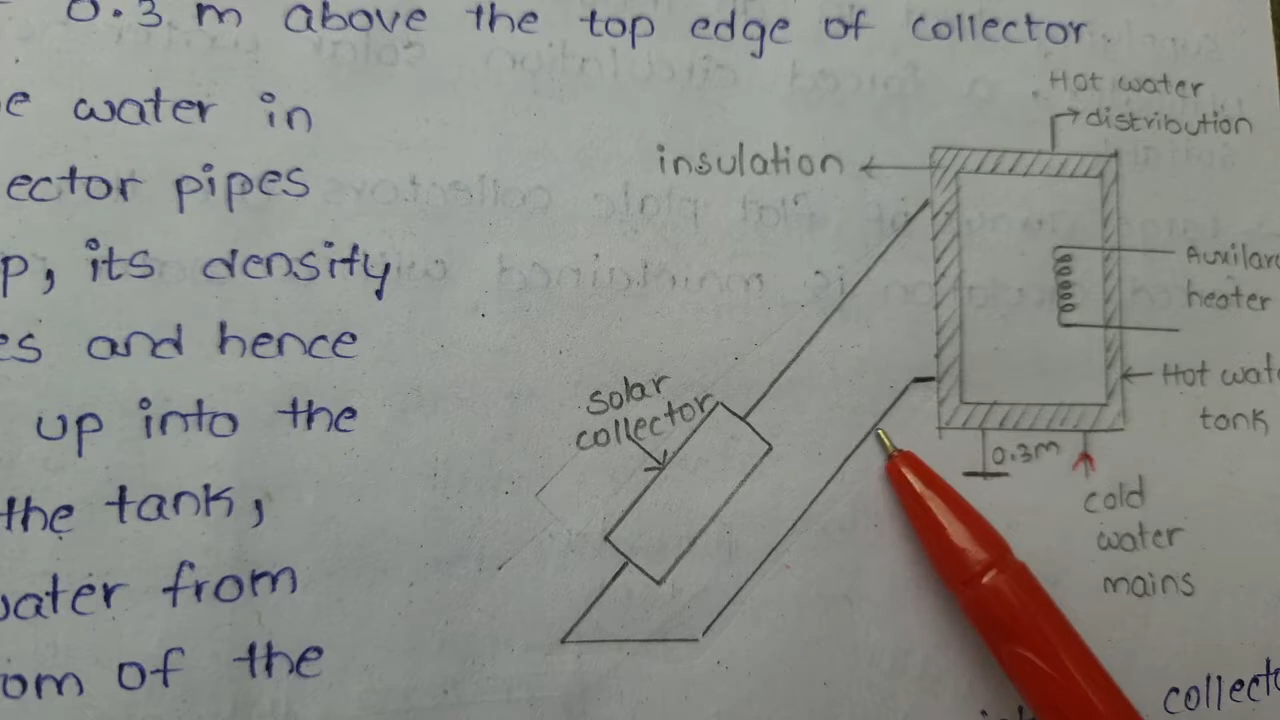 0.3 m above the top edge of collector.
e water in
ector pipes
p, its density
es and hence
up into the
the tank,
water from
om of the
Hot water
distribution
insulation
Auxilar
heater
solar
collector
Hot wat
tank
0.3m
cold
water
mains
collect